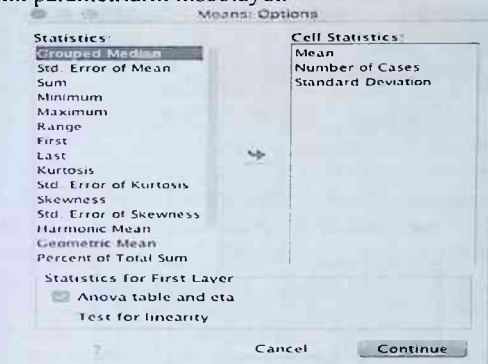 Means: Options
Statistics:
Grouped Median
Std. Error of Mean
Sum
Minimum
Maximum
Range
First
Last
Kurtosis
Std. Error of Kurtosis
Skewness
Std. Error of Skewness
Harmonic Mean
Geometric Mean
Percent of Total Sum
Cell Statistics:
Mean
Number of Cases
Standard Deviation
Statistics for First Layer
Anova table and eta
Test for linearity
?
Cancel
Continue